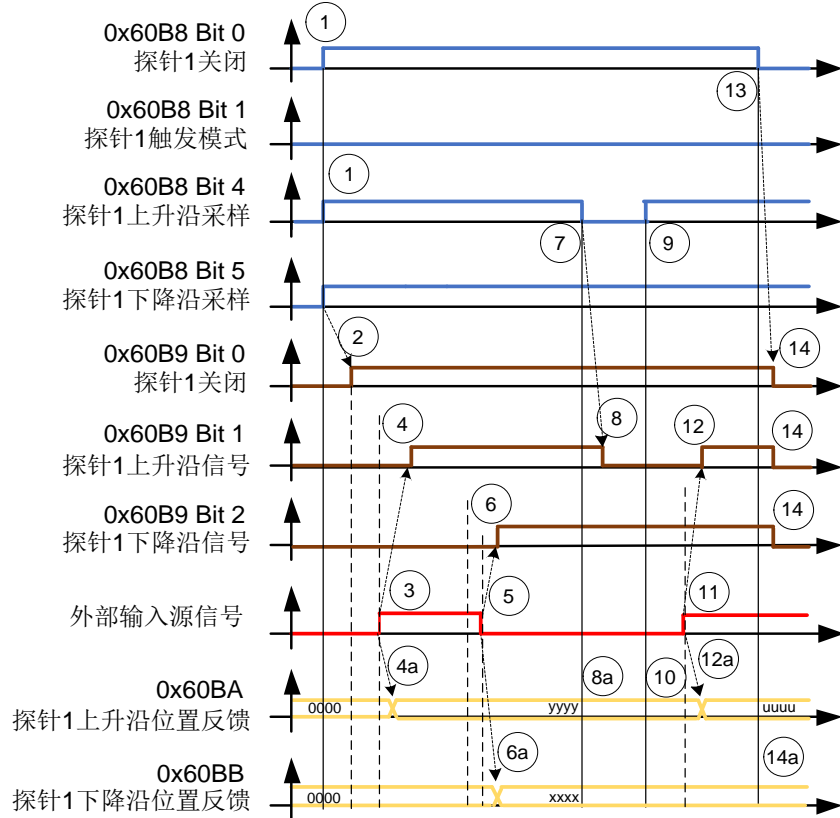 0x60B8 Bit 0
探针1关闭
1
13
0x60B8 Bit 1
探针1触发模式
0x60B8 Bit 4
探针1上升沿采样
1
7
9
0x60B8 Bit 5
探针1下降沿采样
0x60B9 Bit 0
探针1关闭
2
14
0x60B9 Bit 1
探针1上升沿信号
4
8
12
14
0x60B9 Bit 2
探针1下降沿信号
6
14
外部输入源信号
3
5
11
0x60BA
探针1上升沿位置反馈
4a
8a
10
12a
0000
yyyy
uuuu
0x60BB
探针1下降沿位置反馈
6a
14a
0000
xxxx